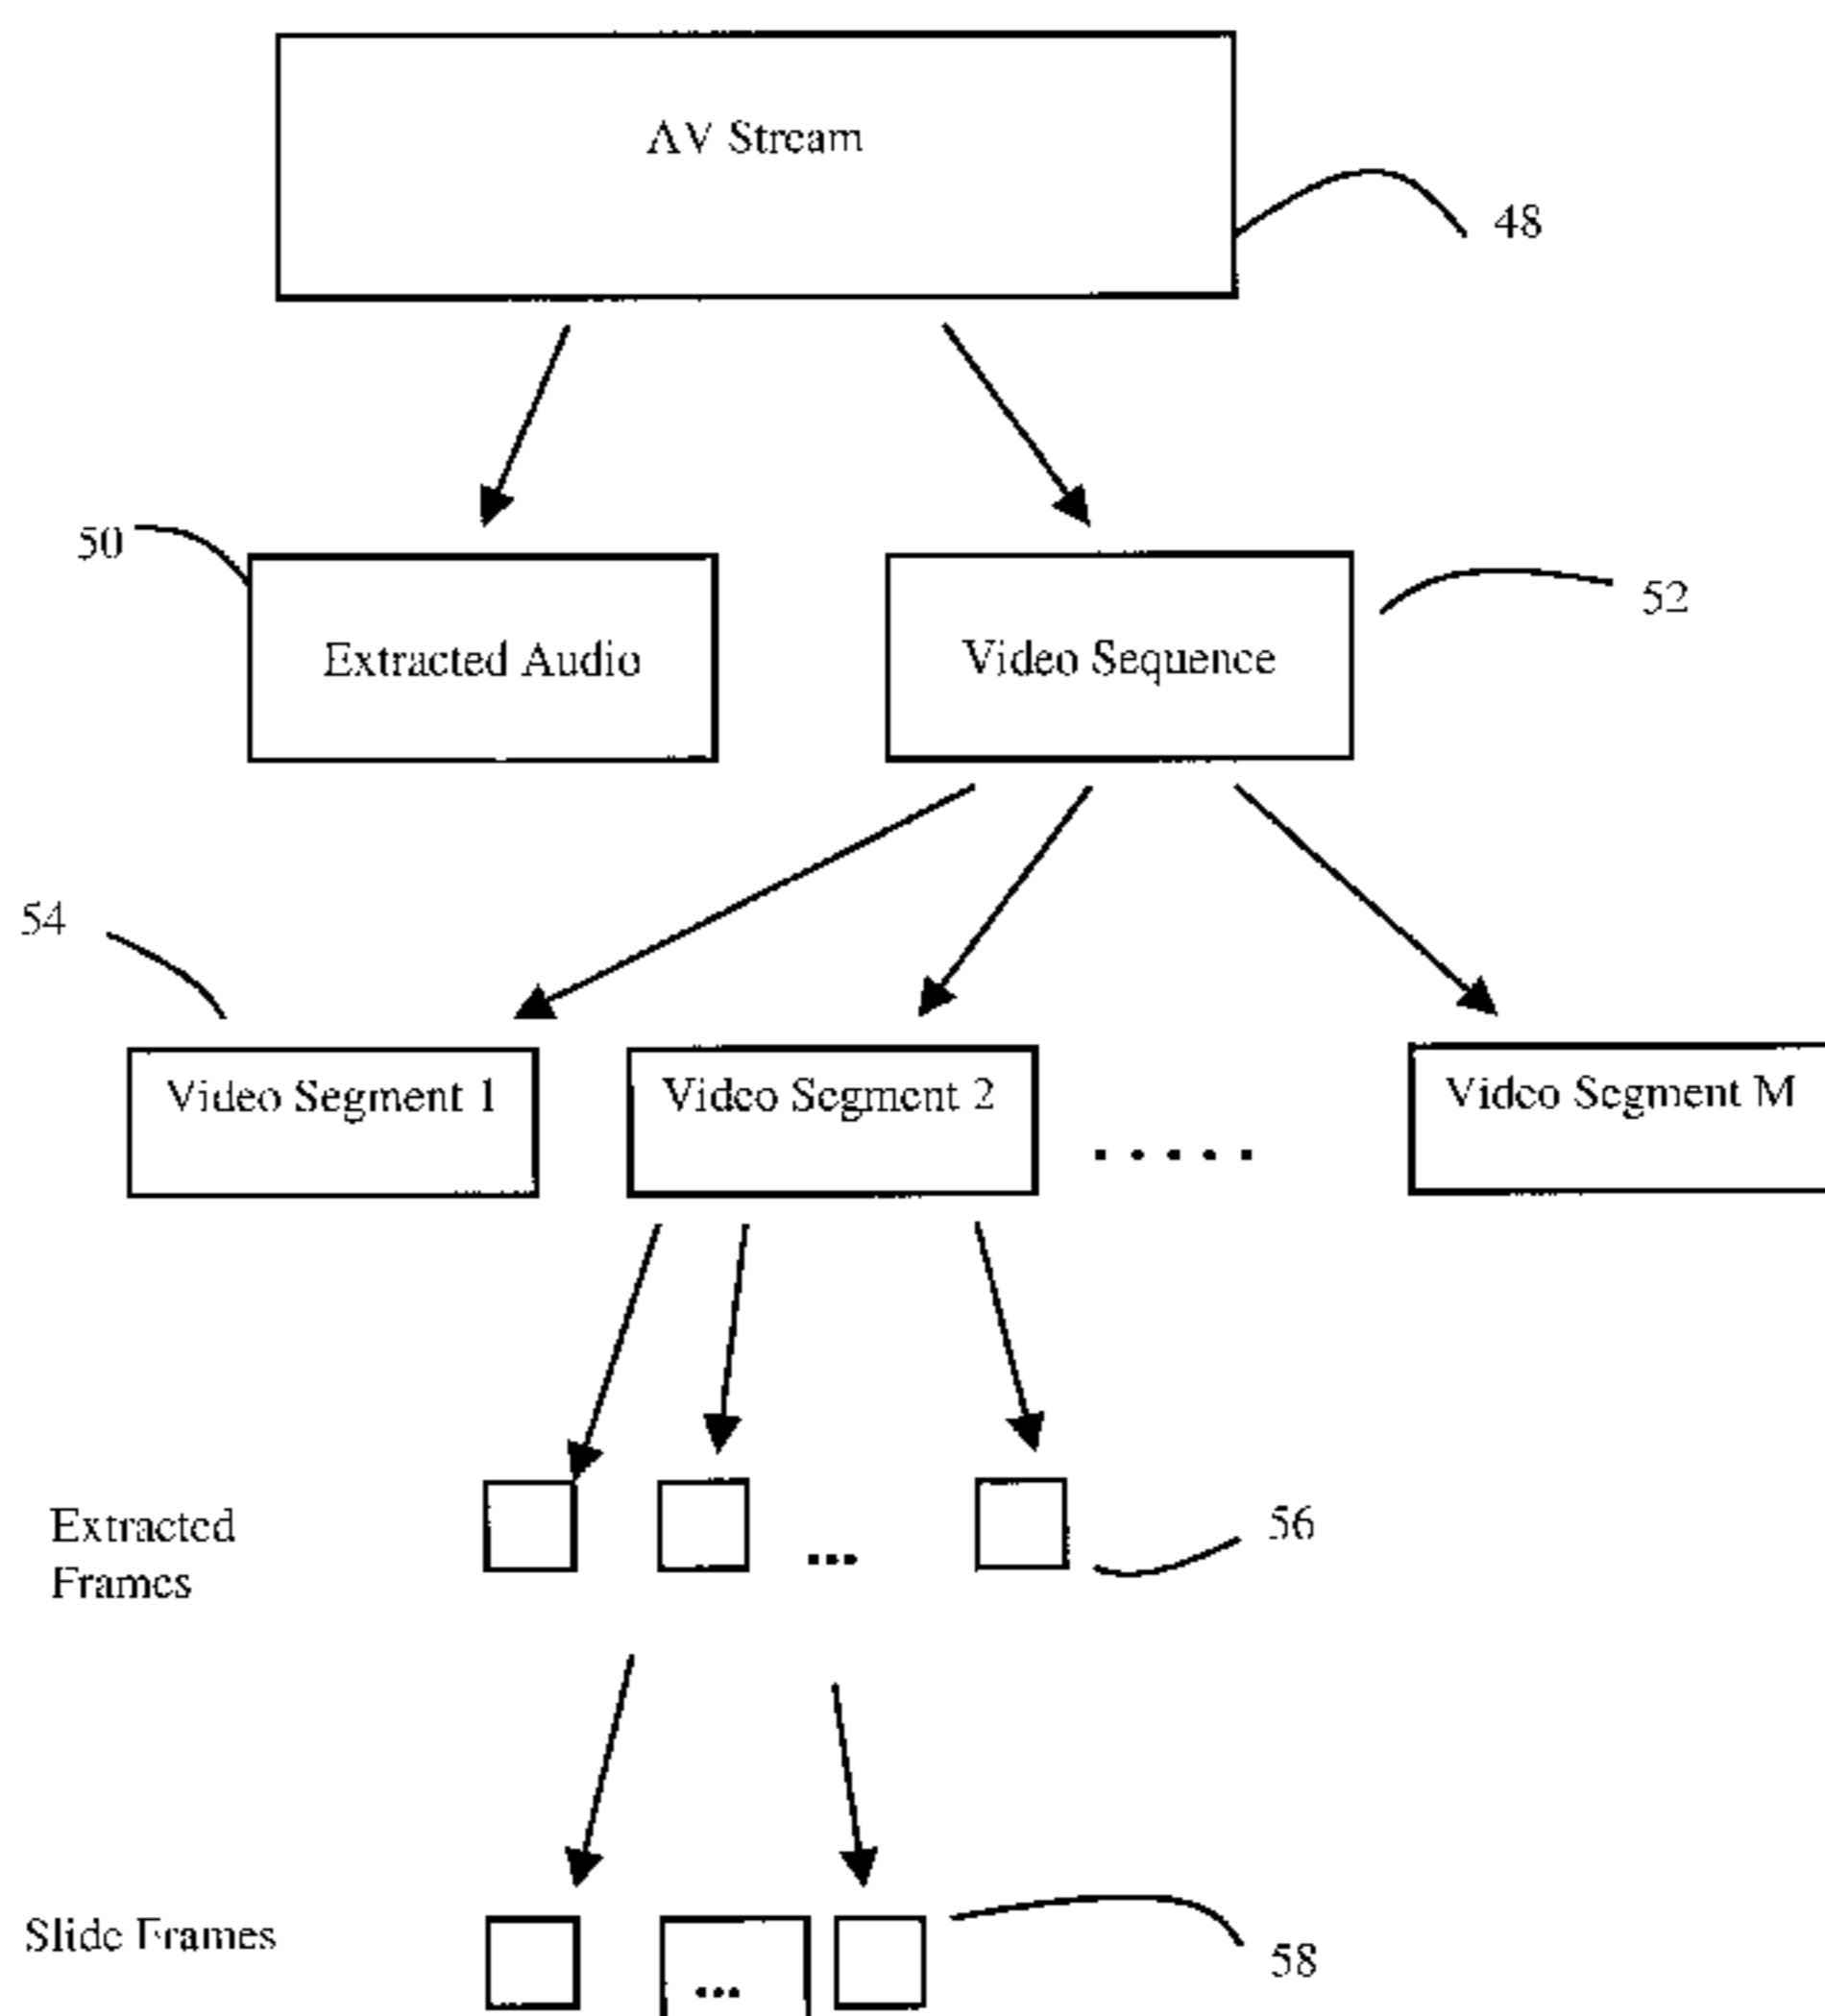 AV Stream
48
50
52
Extracted Audio
Video Sequence
54
Video Segment 1
Video Segment 2
.....
Video Segment M
Extracted
Frames
...
56
Slide Frames
...
58